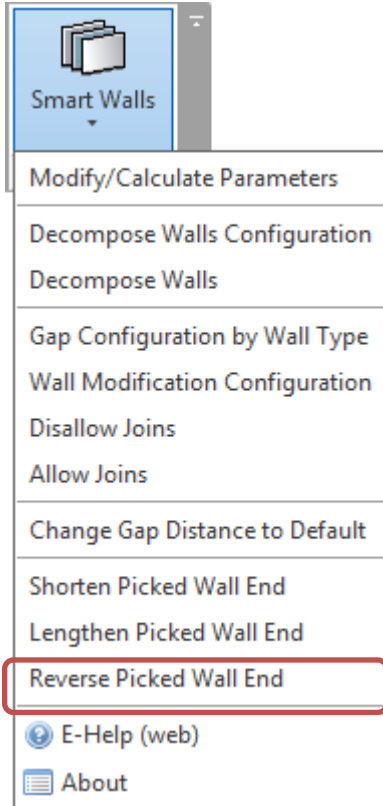 Smart Walls
Modify/Calculate Parameters
Decompose Walls Configuration
Decompose Walls
Gap Configuration by Wall Type
Wall Modification Configuration
Disallow Joins
Allow Joins
Change Gap Distance to Default
Shorten Picked Wall End
Lengthen Picked Wall End
Reverse Picked Wall End
E-Help (web)
About